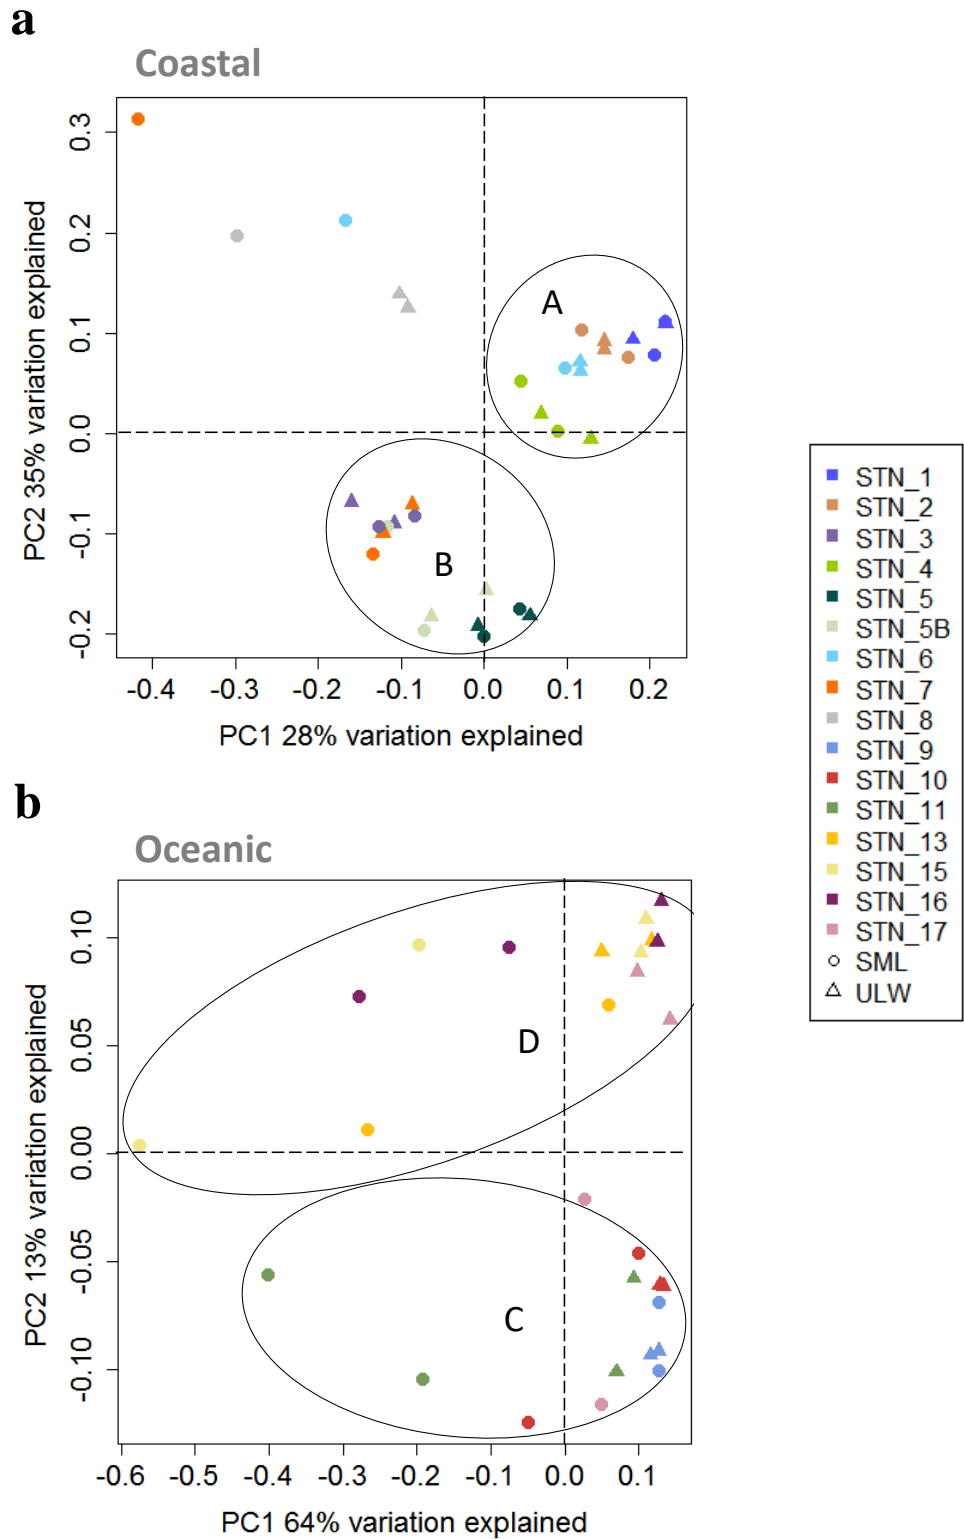 a
Coastal
0.3
0.2
0.1
0.0
-0.1
-0.2
PC2 35% variation explained
A
B
-0.4 -0.3 -0.2 -0.1 0.0 0.1 0.2
PC1 28% variation explained
STN_1
STN_2
STN_3
STN_4
STN_5
STN_5B
STN_6
STN_7
STN_8
STN_9
STN_10
STN_11
STN_13
STN_15
STN_16
STN_17
SML
ULW
b
Oceanic
0.10
0.05
0.00
-0.05
-0.10
PC2 13% variation explained
D
C
-0.6 -0.5 -0.4 -0.3 -0.2 -0.1 0.0 0.1
PC1 64% variation explained